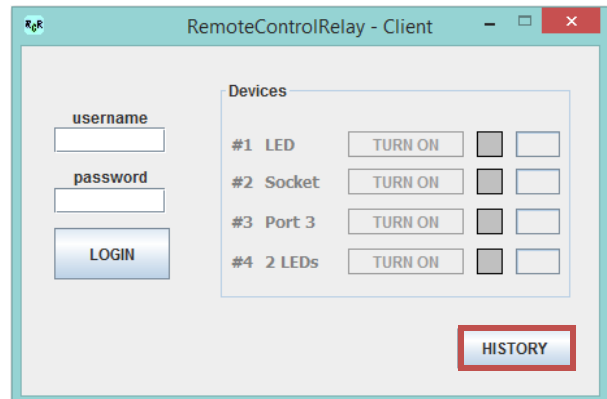 RCR RemoteControlRelay - Client
username
password
LOGIN
Devices
#1 LED TURN ON
#2 Socket TURN ON
#3 Port 3 TURN ON
#4 2 LEDs TURN ON
HISTORY